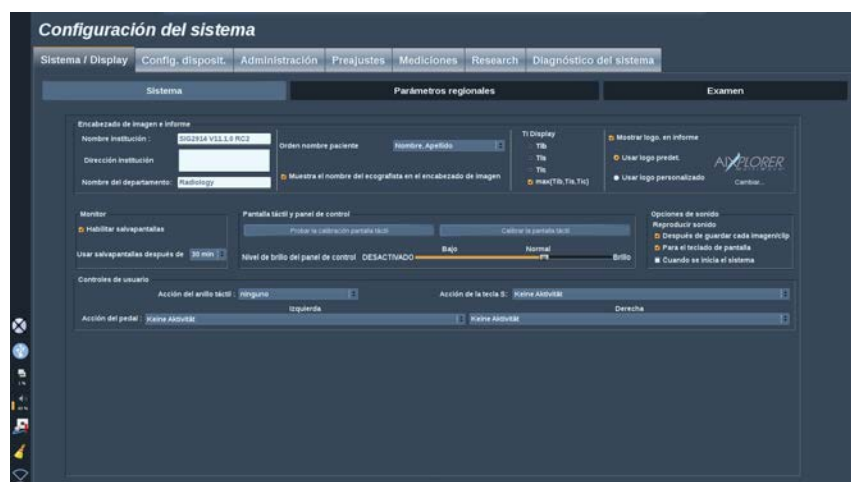 Configuración del sistema
Sistema / Display Config. disposit. Administración Preajustes Mediciones Research Diagnóstico del sistema
Sistema Parámetros regionales Examen
Encabezado de imagen e informe
Nombre institución : SIG2914 V11.1.0 RC2
Dirección institución
Nombre del departamento: Radiology
Orden nombre paciente Nombre, Apellido
Muestra el nombre del ecografista en el encabezado de imagen
TI Display
TIb
TIs
TIc
max(TIb,TIs,TIc)
Mostrar logo. en informe
Usar logo predet.
Usar logo personalizado
AIXPLORER
MULTIWAVE
Cambiar...
Monitor
Habilitar salvapantallas
Usar salvapantallas después de 30 min
Pantalla táctil y panel de control
Probar la calibración pantalla táctil Calibrar la pantalla táctil
Bajo Normal
Nivel de brillo del panel de control DESACTIVADO Brillo
Opciones de sonido
Reproducir sonido
Después de guardar cada imagen/clip
Para el teclado de pantalla
Cuando se inicia el sistema
Controles de usuario
Acción del anillo táctil : ninguno Acción de la tecla S: Keine Aktivität
Izquierda Derecha
Acción del pedal : Keine Aktivität Keine Aktivität